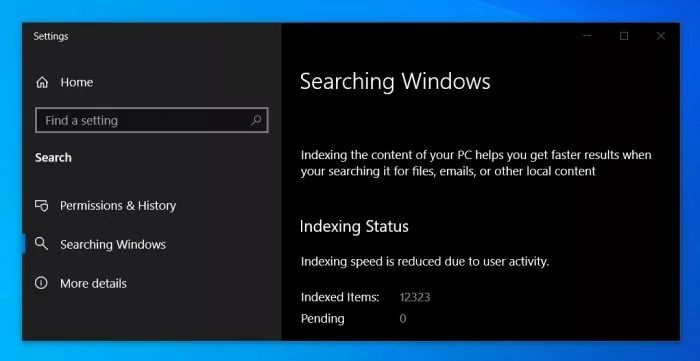 Settings
Home
Find a setting
Search
Permissions & History
Searching Windows
More details
Searching Windows
Indexing the content of your PC helps you get faster results when
your searching it for files, emails, or other local content
Indexing Status
Indexing speed is reduced due to user activity.
Indexed Items: 12323
Pending 0